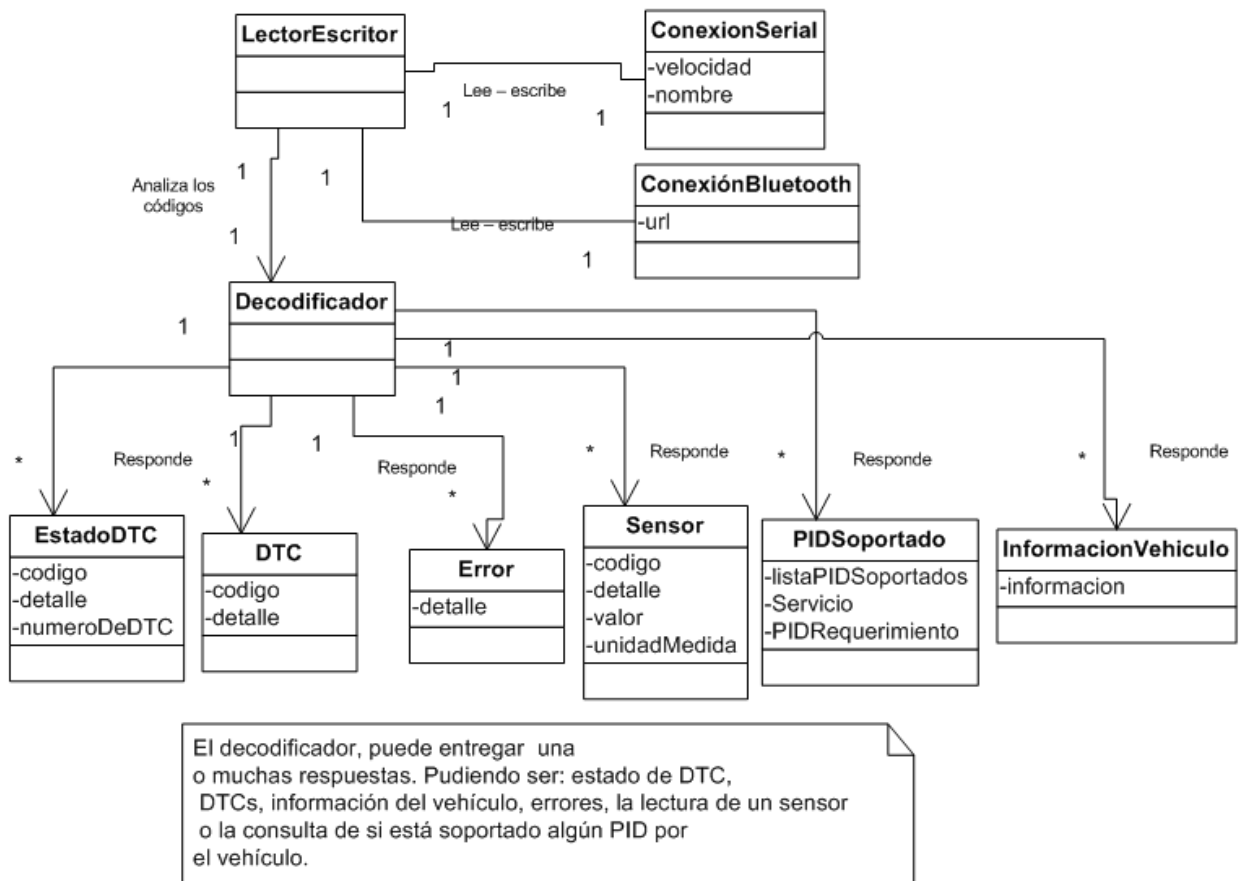 LectorEscritor
ConexionSerial
-velocidad
-nombre
Lee – escribe
1
1
ConexiónBluetooth
-url
Lee – escribe
1
1
1
Analiza los
códigos
1
Decodificador
1
1
1
1
1
1
*
Responde
*
Responde
*
*
Responde
*
Responde
*
Responde
EstadoDTC
-codigo
-detalle
-numeroDeDTC
DTC
-codigo
-detalle
Error
-detalle
Sensor
-codigo
-detalle
-valor
-unidadMedida
PIDSoportado
-listaPIDSoportados
-Servicio
-PIDRequerimiento
InformacionVehiculo
-informacion
El decodificador, puede entregar una
o muchas respuestas. Pudiendo ser: estado de DTC,
DTCs, información del vehículo, errores, la lectura de un sensor
o la consulta de si está soportado algún PID por
el vehículo.